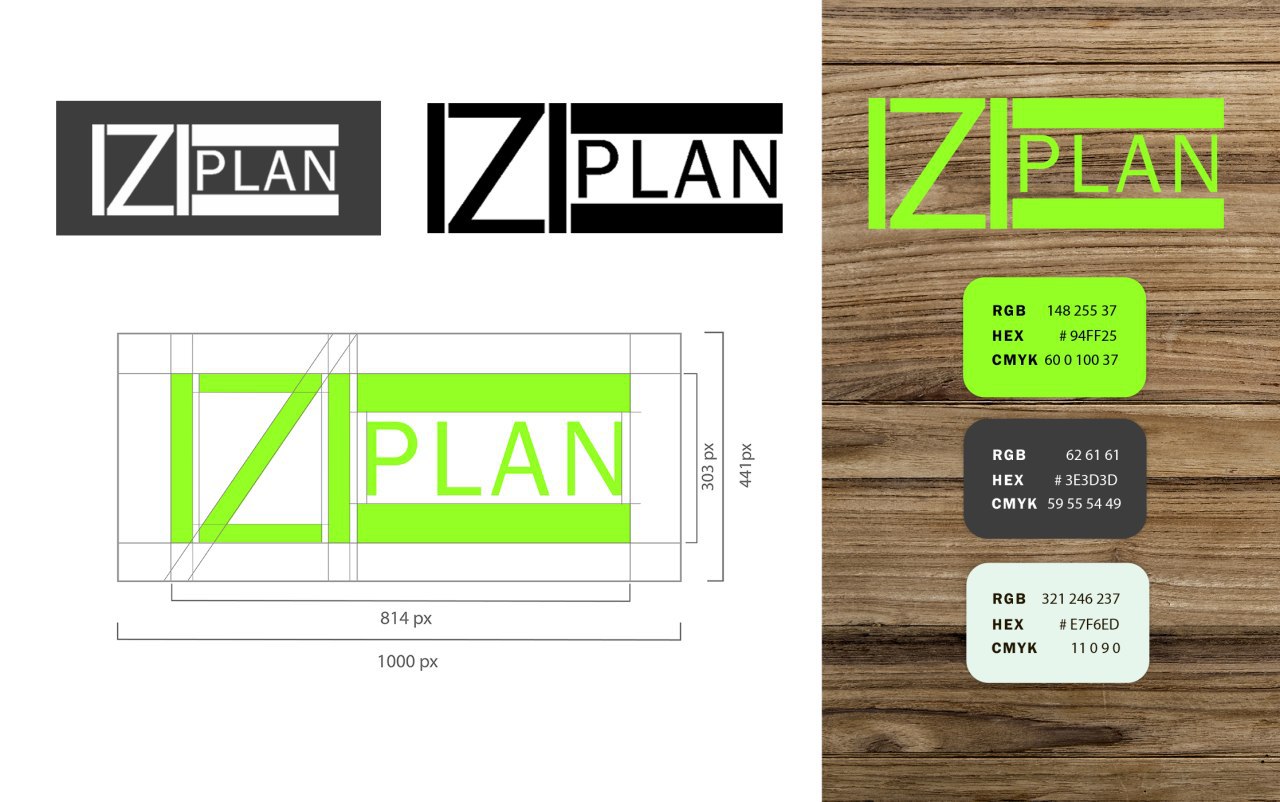 IZI PLAN
IZI PLAN
303 px
441px
814 px
1000 px
IZI PLAN
RGB 148 255 37
HEX # 94FF25
CMYK 60 0 100 37
RGB 62 61 61
HEX # 3E3D3D
CMYK 59 55 54 49
RGB 321 246 237
HEX # E7F6ED
CMYK 11 0 9 0
IZI PLAN